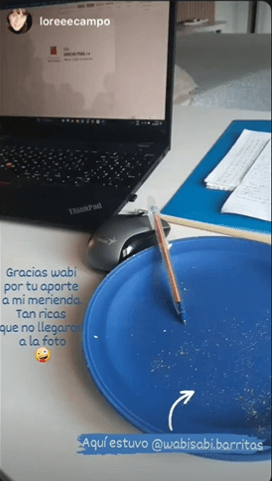 loreeecampo
ThinkPad
Gracias wabi
por tu aporte
a mi merienda.
Tan ricas
que no llegaron
a la foto
Aquí estuvo @wabisabi.barritas